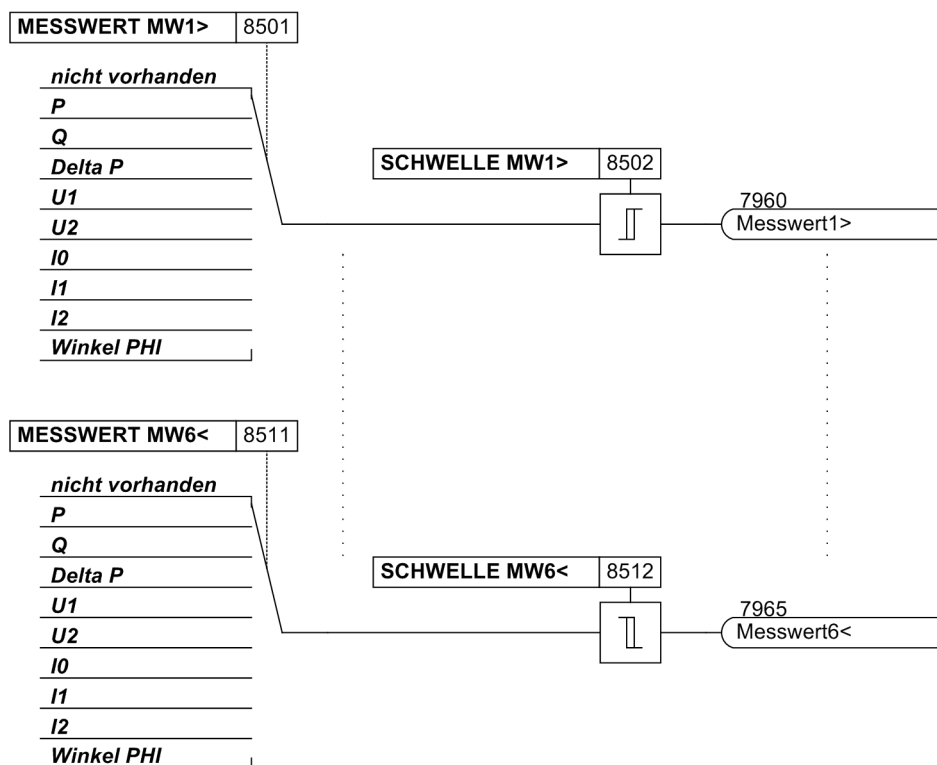 MESSWERT MW1> 8501
nicht vorhanden
P
Q
Delta P
U1
U2
I0
I1
I2
Winkel PHI
SCHWELLE MW1> 8502
7960
Messwert1>
MESSWERT MW6< 8511
nicht vorhanden
P
Q
Delta P
U1
U2
I0
I1
I2
Winkel PHI
SCHWELLE MW6< 8512
7965
Messwert6<